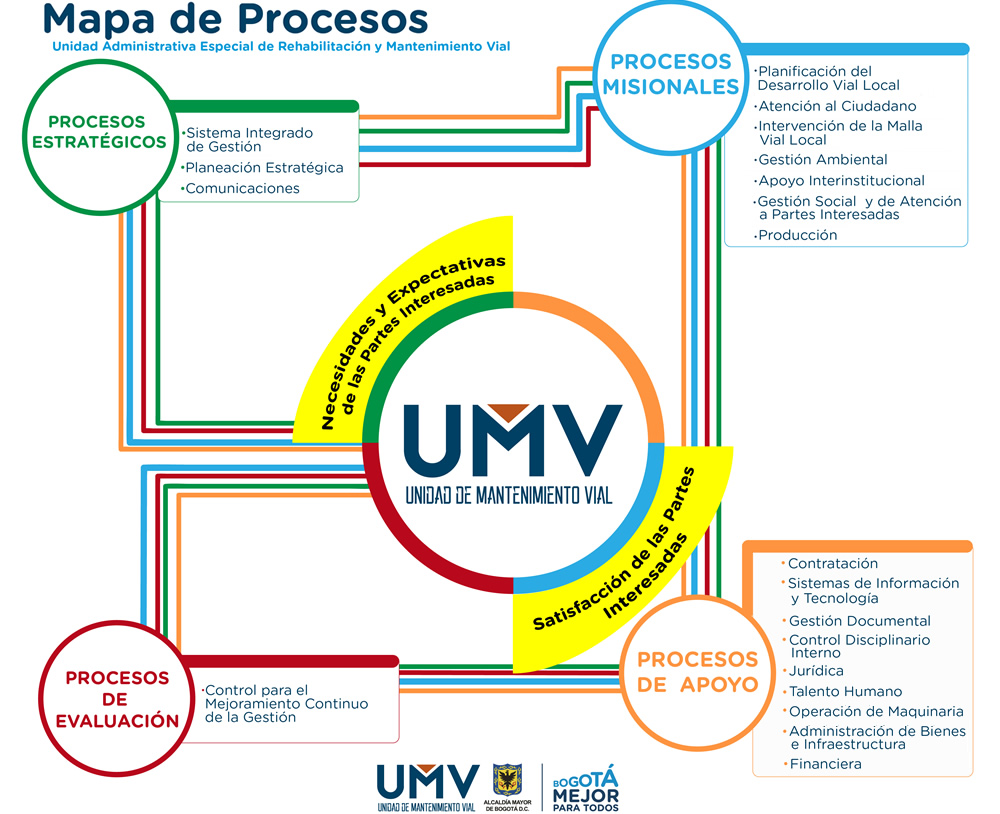 Mapa de Procesos
Unidad Administrativa Especial de Rehabilitación y Mantenimiento Vial
PROCESOS
ESTRATÉGICOS
•Sistema Integrado
de Gestión
•Planeación Estratégica
•Comunicaciones
PROCESOS
MISIONALES
•Planificación del
Desarrollo Vial Local
•Atención al Ciudadano
•Intervención de la Malla
Vial Local
•Gestión Ambiental
•Apoyo Interinstitucional
•Gestión Social y de Atención
a Partes Interesadas
•Producción
Necesidades y Expectativas
de las Partes Interesadas
UMV
UNIDAD DE MANTENIMIENTO VIAL
Satisfacción de las Partes
Interesadas
PROCESOS
DE
EVALUACIÓN
•Control para el
Mejoramiento Continuo
de la Gestión
PROCESOS
DE APOYO
•Contratación
•Sistemas de Información
y Tecnología
•Gestión Documental
•Control Disciplinario
Interno
•Jurídica
•Talento Humano
•Operación de Maquinaria
•Administración de Bienes
e Infraestructura
•Financiera
UMV
UNIDAD DE MANTENIMIENTO VIAL
ALCALDÍA MAYOR
DE BOGOTÁ D.C.
BOGOTÁ
MEJOR
PARA TODOS